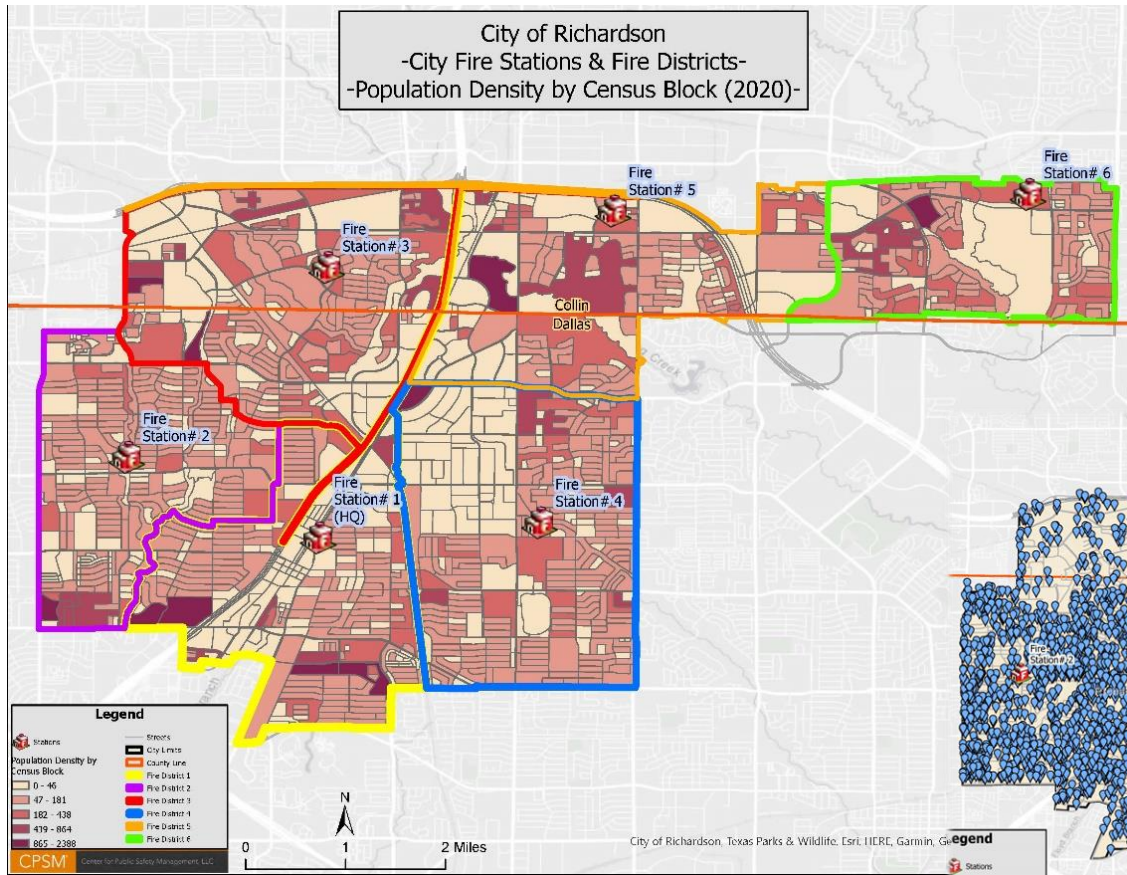 City of Richardson
-City Fire Stations & Fire Districts-
-Population Density by Census Block (2020)-
Fire
Station# 6
Fire
Station# 5
Fire
Station# 3
Collin
Dallas
Creek
Fire
Station# 2
Fire
Station# 1
(HQ)
Fire
Station# 4
Fire
Station# 2
Legend
Stations
Population Density by
Census Block
0 - 46
47 - 181
182 - 438
439 - 864
865 - 2388
Streets
City Limits
County Line
Fire District 1
Fire District 2
Fire District 3
Fire District 4
Fire District 5
Fire District 6
CPSM
Center for Public Safety Management, LLC
N
0 1 2 Miles
City of Richardson, Texas Parks & Wildlife, Esri, HERE, Garmin, Ge
egend
Stations